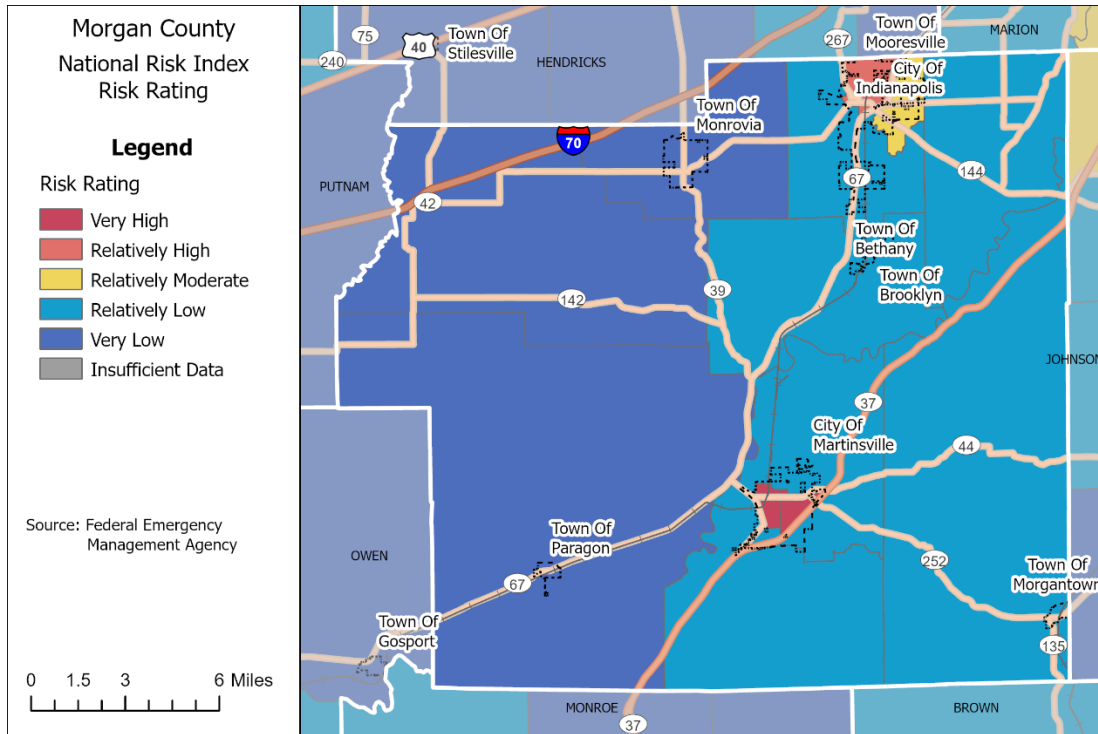 Morgan County
National Risk Index
Risk Rating
Legend
Risk Rating
Very High
Relatively High
Relatively Moderate
Relatively Low
Very Low
Insufficient Data
Source: Federal Emergency
Management Agency
0 1.5 3 6 Miles
75
40
240
Town Of
Stilesville
HENDRICKS
267
Town Of
Mooresville
MARION
City Of
Indianapolis
Town Of
Monrovia
70
PUTNAM
42
67
144
Town Of
Bethany
Town Of
Brooklyn
39
142
JOHNSON
37
City Of
Martinsville
44
Town Of
Paragon
OWEN
67
252
Town Of
Morgantown
Town Of
Gosport
135
MONROE
37
BROWN